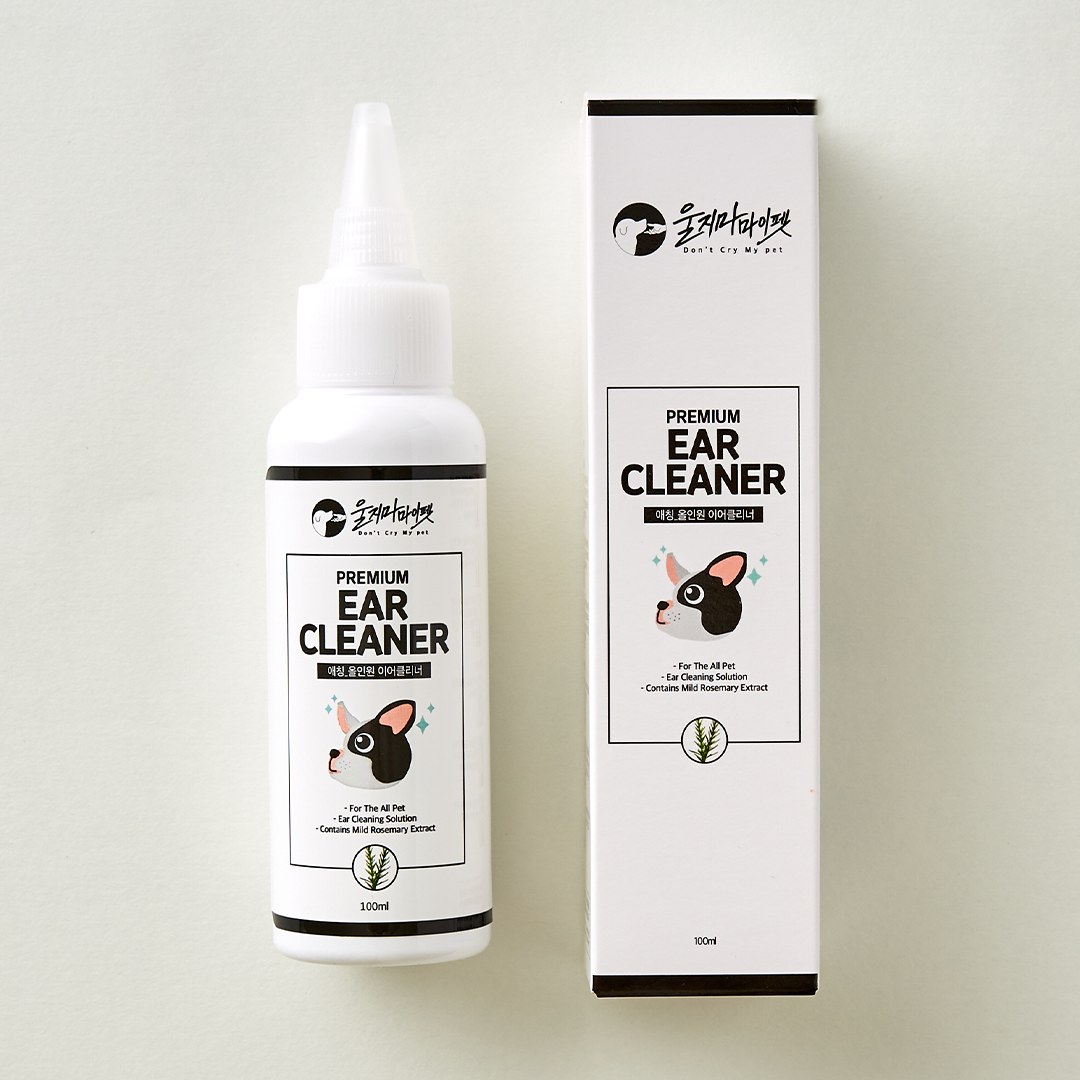 울지마마이펫
Don't Cry My pet
PREMIUM
EAR
CLEANER
애칭_올인원 이어클리너
- For The All Pet
- Ear Cleaning Solution
- Contains Mild Rosemary Extract
100ml
울지마마이펫
Don't Cry My pet
PREMIUM
EAR
CLEANER
애칭_올인원 이어클리너
- For The All Pet
- Ear Cleaning Solution
- Contains Mild Rosemary Extract
100ml